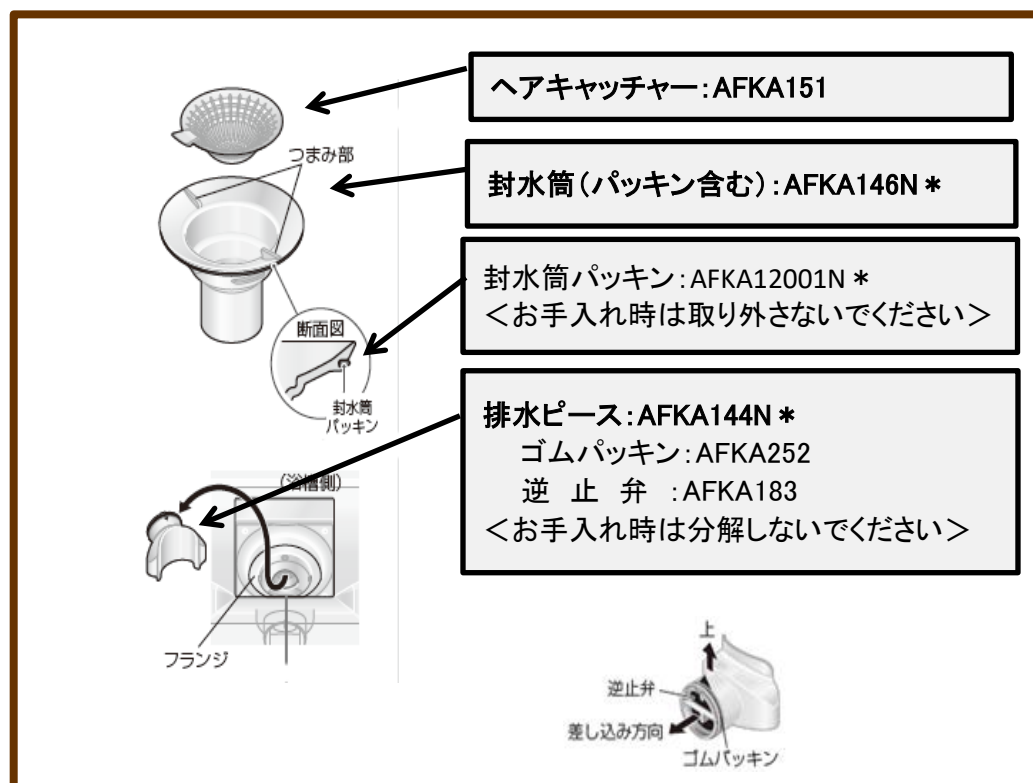 ヘアキャッチャー：AFKA151
つまみ部
封水筒（パッキン含む）：AFKA146N＊
封水筒パッキン：AFKA12001N＊
＜お手入れ時は取り外さないでください＞
断面図
封水筒
パッキン
排水ピース：AFKA144N＊
ゴムパッキン：AFKA252
逆　止　弁　：AFKA183
＜お手入れ時は分解しないでください＞
（浴槽側）
フランジ
上
逆止弁
差し込み方向
ゴムパッキン